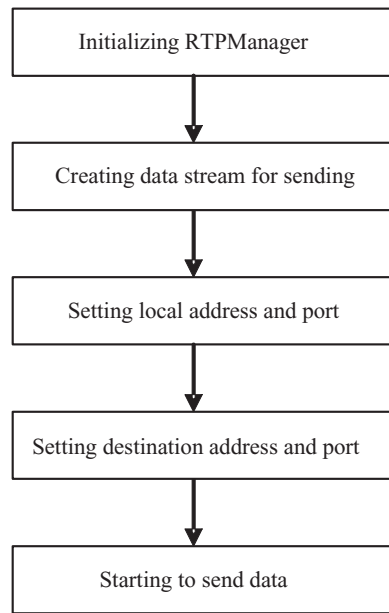 Initializing RTPManager
Creating data stream for sending
Setting local address and port
Setting destination address and port
Starting to send data